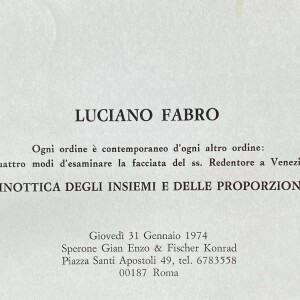 LUCIANO FABRO
Ogni ordine è contemporaneo d'ogni altro ordine:
uattro modi d'esaminare la facciata del ss. Redentore a Venezi
INOTTICA DEGLI INSIEMI E DELLE PROPORZION
Giovedì 31 Gennaio 1974
Sperone Gian Enzo & Fischer Konrad
Piazza Santi Apostoli 49, tel. 6783558
00187 Roma